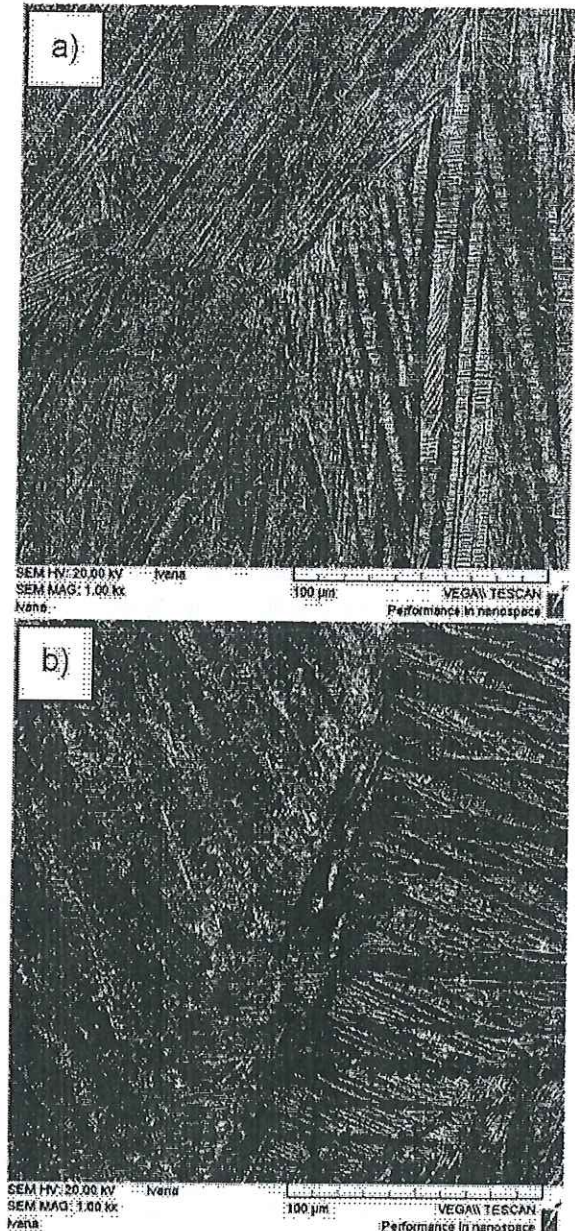 a)
SEM HV: 20.00 kV Ivana
SEM MAG: 1.00 kx 100 µm VEGA\\ TESCAN
Ivana Performance in nanospace
b)
SEM HV: 20.00 kV Ivana
SEM MAG: 1.00 kx 100 µm VEGA\\ TESCAN
Ivana Performance in nanospace